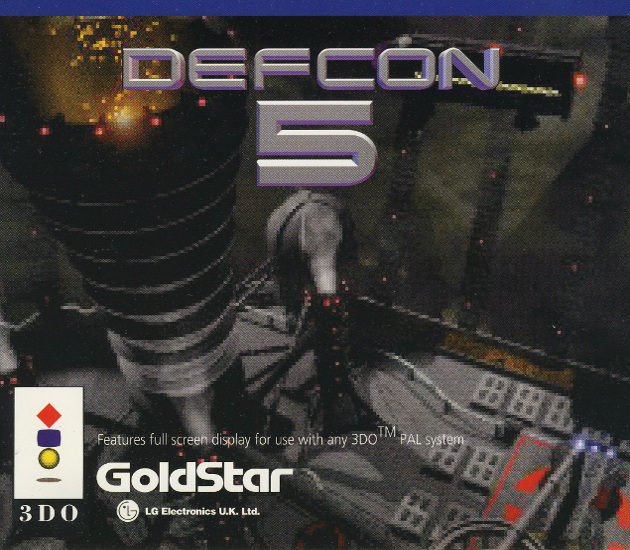 DEFCON
5
Features full screen display for use with any 3DO™ PAL system
GoldStar
LG Electronics U.K. Ltd.
3DO